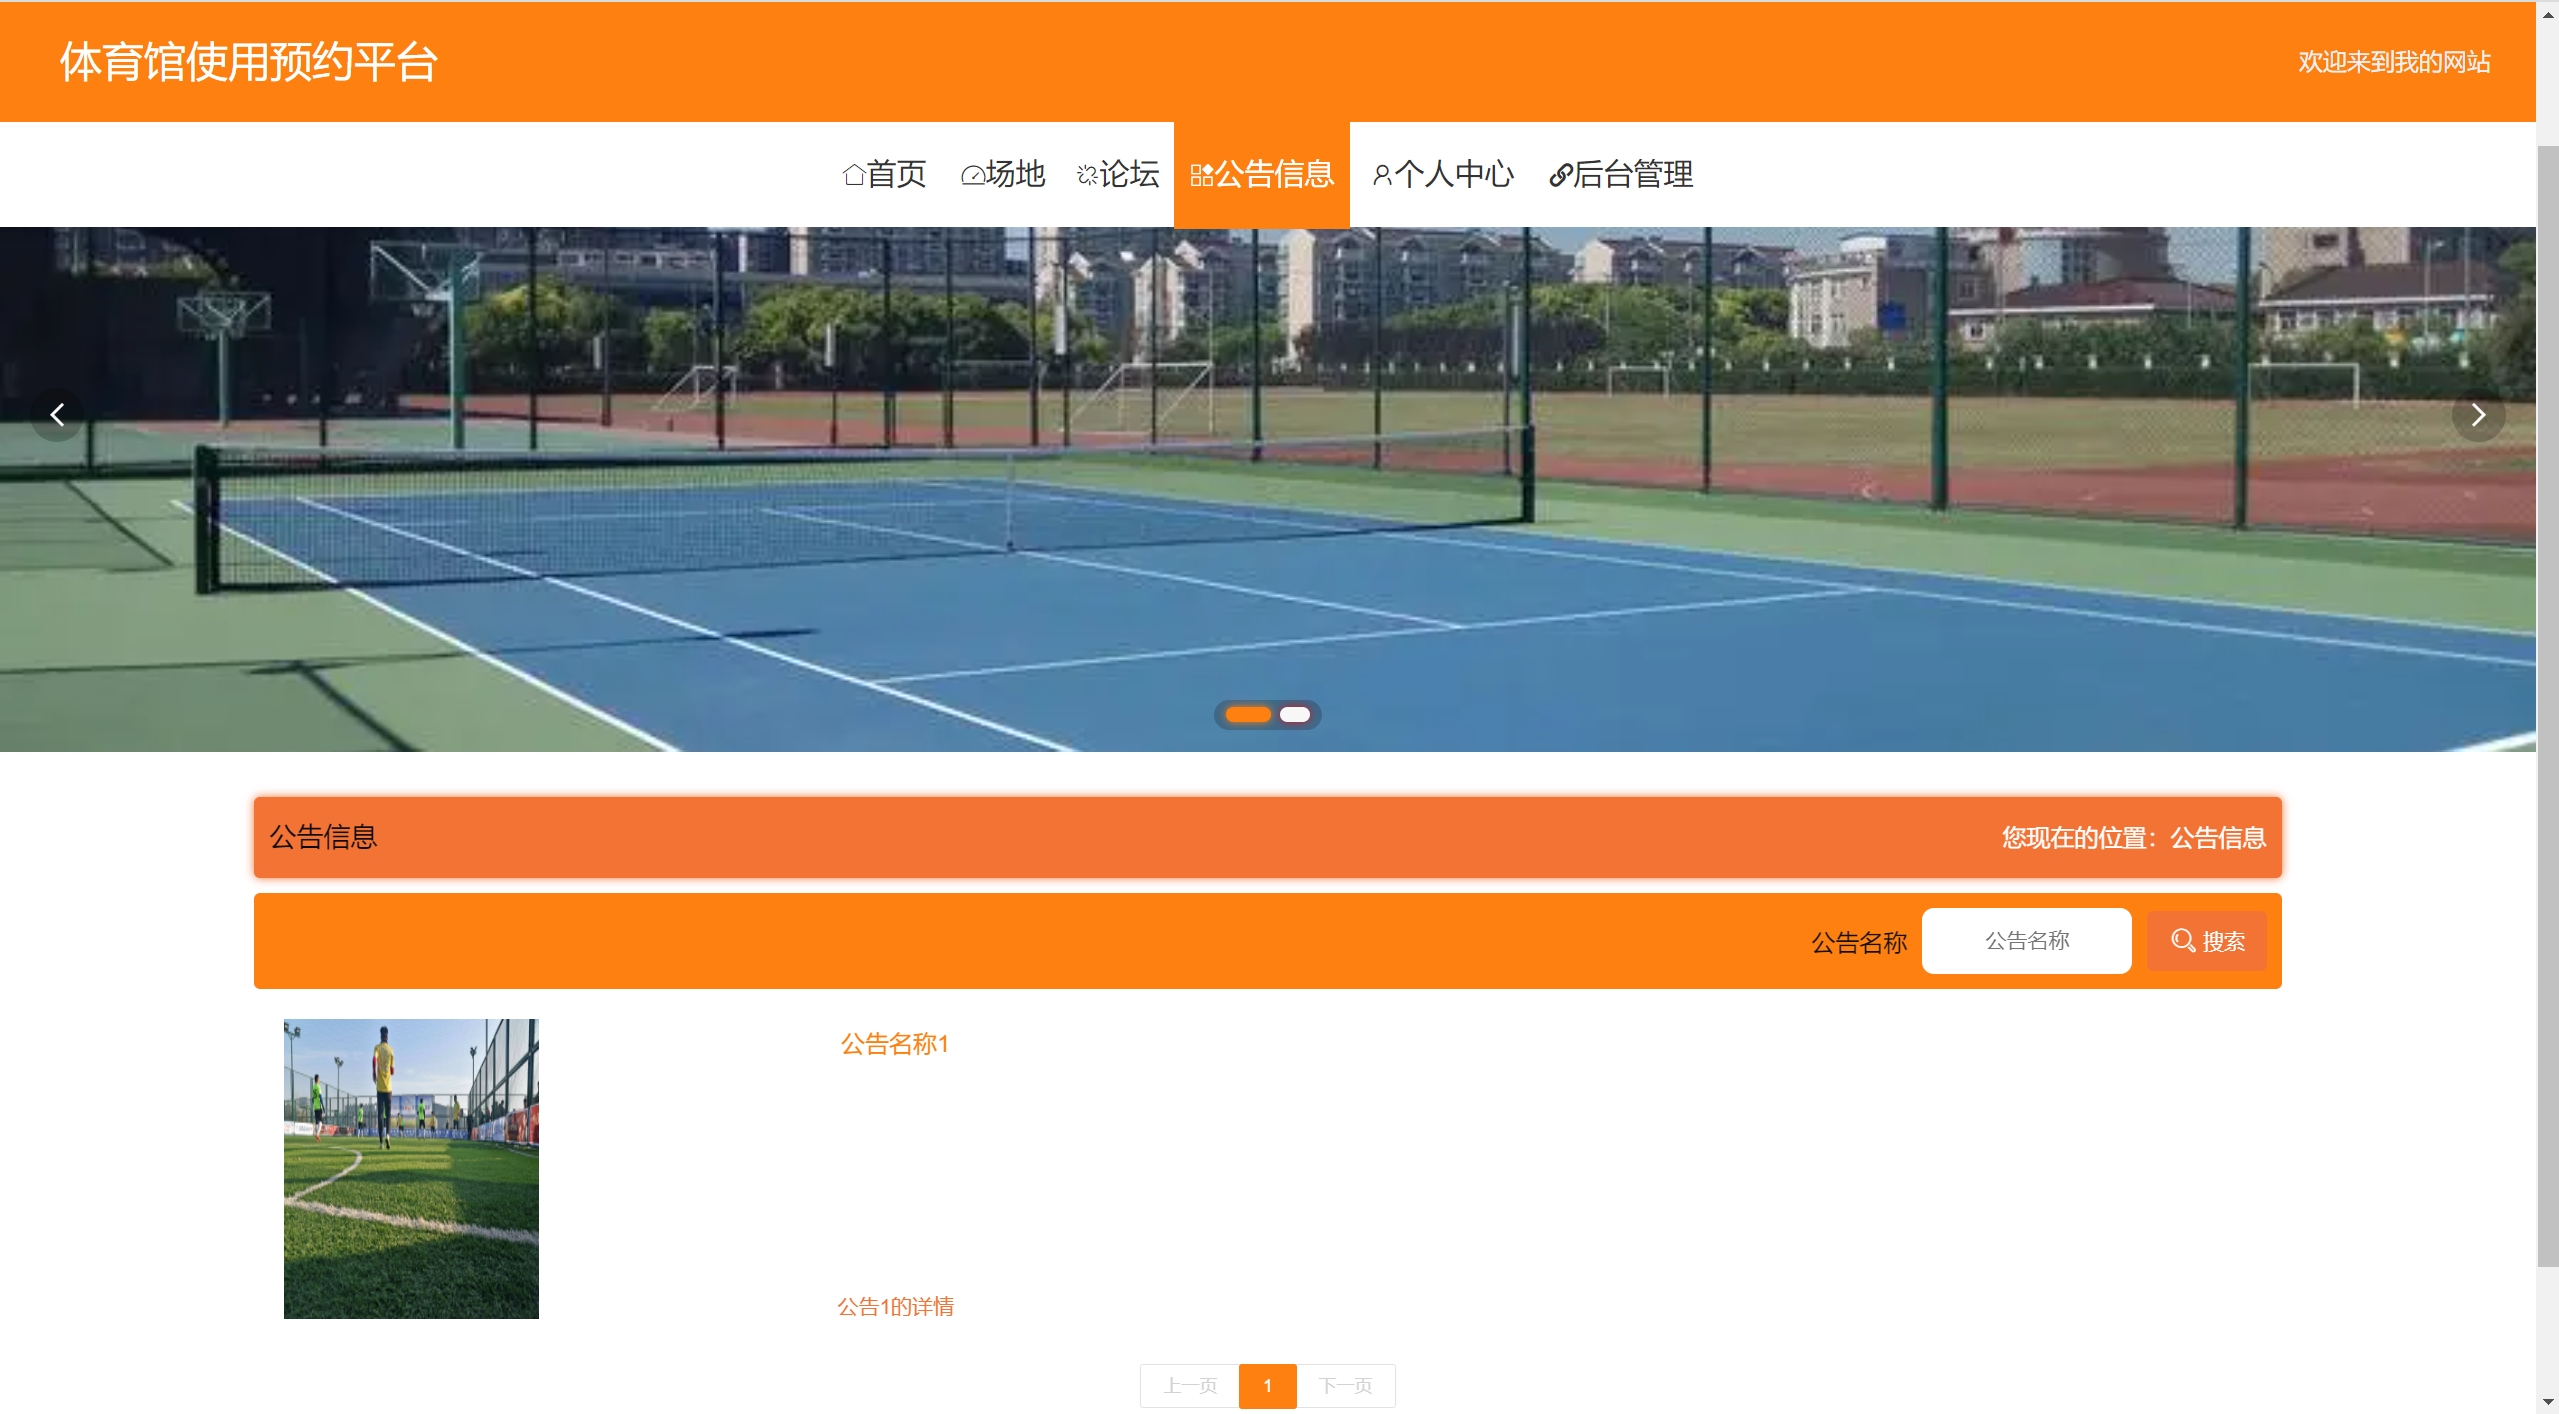 体育馆使用预约平台
欢迎来到我的网站
首页 场地 论坛 公告信息 个人中心 后台管理
公告信息
您现在的位置：公告信息
公告名称 公告名称 搜索
公告名称1
公告1的详情
上一页 1 下一页